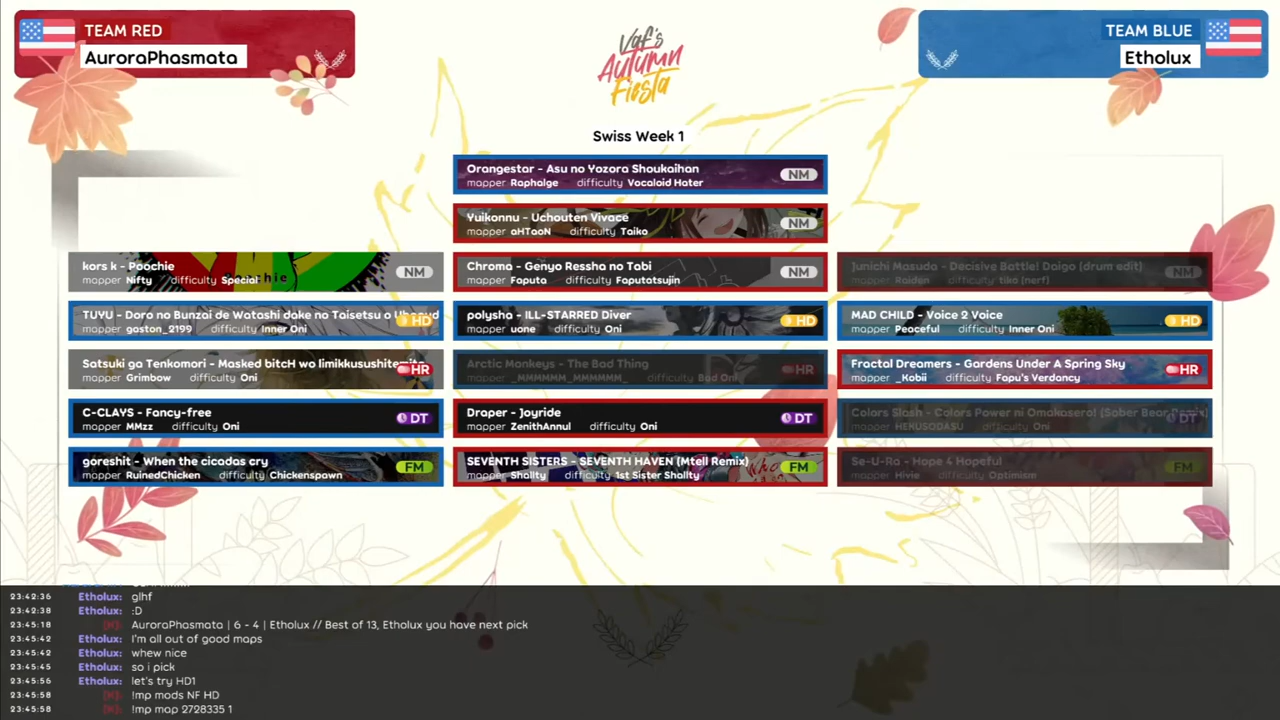 TEAM RED
AuroraPhasmata
Vaf's
Autumn
Fiesta
TEAM BLUE
Etholux
Swiss Week 1
Orangestar - Asu no Yozora Shoukaihan
mapper Raphalge difficulty Vocaloid Hater
NM
Yuikonnu - Uchouten Vivace
mapper aHTaoN difficulty Taiko
NM
kors k - Poochie
mapper Nifty difficulty Special
NM
Chroma - Genyo Ressha no Tabi
mapper Faputa difficulty Faputatsujin
NM
Junichi Masuda - Decisive Battle! Daigo (drum edit)
mapper Raiden difficulty tiko (nerf)
NM
TUYU - Doro no Bunzai de Watashi dake no Taisetsu o
mapper gaston_2199 difficulty Inner Oni
HD
polysha - ILL-STARRED Diver
mapper uone difficulty Oni
HD
MAD CHILD - Voice 2 Voice
mapper Peaceful difficulty Inner Oni
HD
Satsuki ga Tenkomori - Masked bitcH wo Iimikkusushite
mapper Grimbow difficulty Oni
HR
Arctic Monkeys - The Bad Thing
mapper _MMMMMM_MMMMMM_ difficulty Bad Oni
HR
Fractal Dreamers - Gardens Under A Spring Sky
mapper _Kobii difficulty Fapu's Verdancy
HR
C-CLAYS - Fancy-free
mapper MMzz difficulty Oni
DT
Draper - Joyride
mapper ZenithAnnul difficulty Oni
DT
Colors Slash - Colors Power ni Omakasero! (Sober Bear
mapper HENUSODASU difficulty Oni
DT
goreshit - When the cicadas cry
mapper RuinedChicken difficulty Chickenspawn
FM
SEVENTH SISTERS - SEVENTH HAVEN (Mtell Remix)
mapper Shallty difficulty 1st Sister Shallty
FM
Se-U-Ra - Hope 4 Hopeful
mapper Hivie difficulty Optimism
FM
23:42:36 Etholux: glhf
23:42:38 Etholux: :D
23:45:18 AuroraPhasmata | 6 - 4 | Etholux // Best of 13, Etholux you have next pick
23:45:42 Etholux: I'm all out of good maps
23:45:42 Etholux: whew nice
23:45:45 Etholux: so i pick
23:45:56 Etholux: let's try HD1
23:45:58 !mp mods NF HD
23:45:58 !mp map 2728335 1